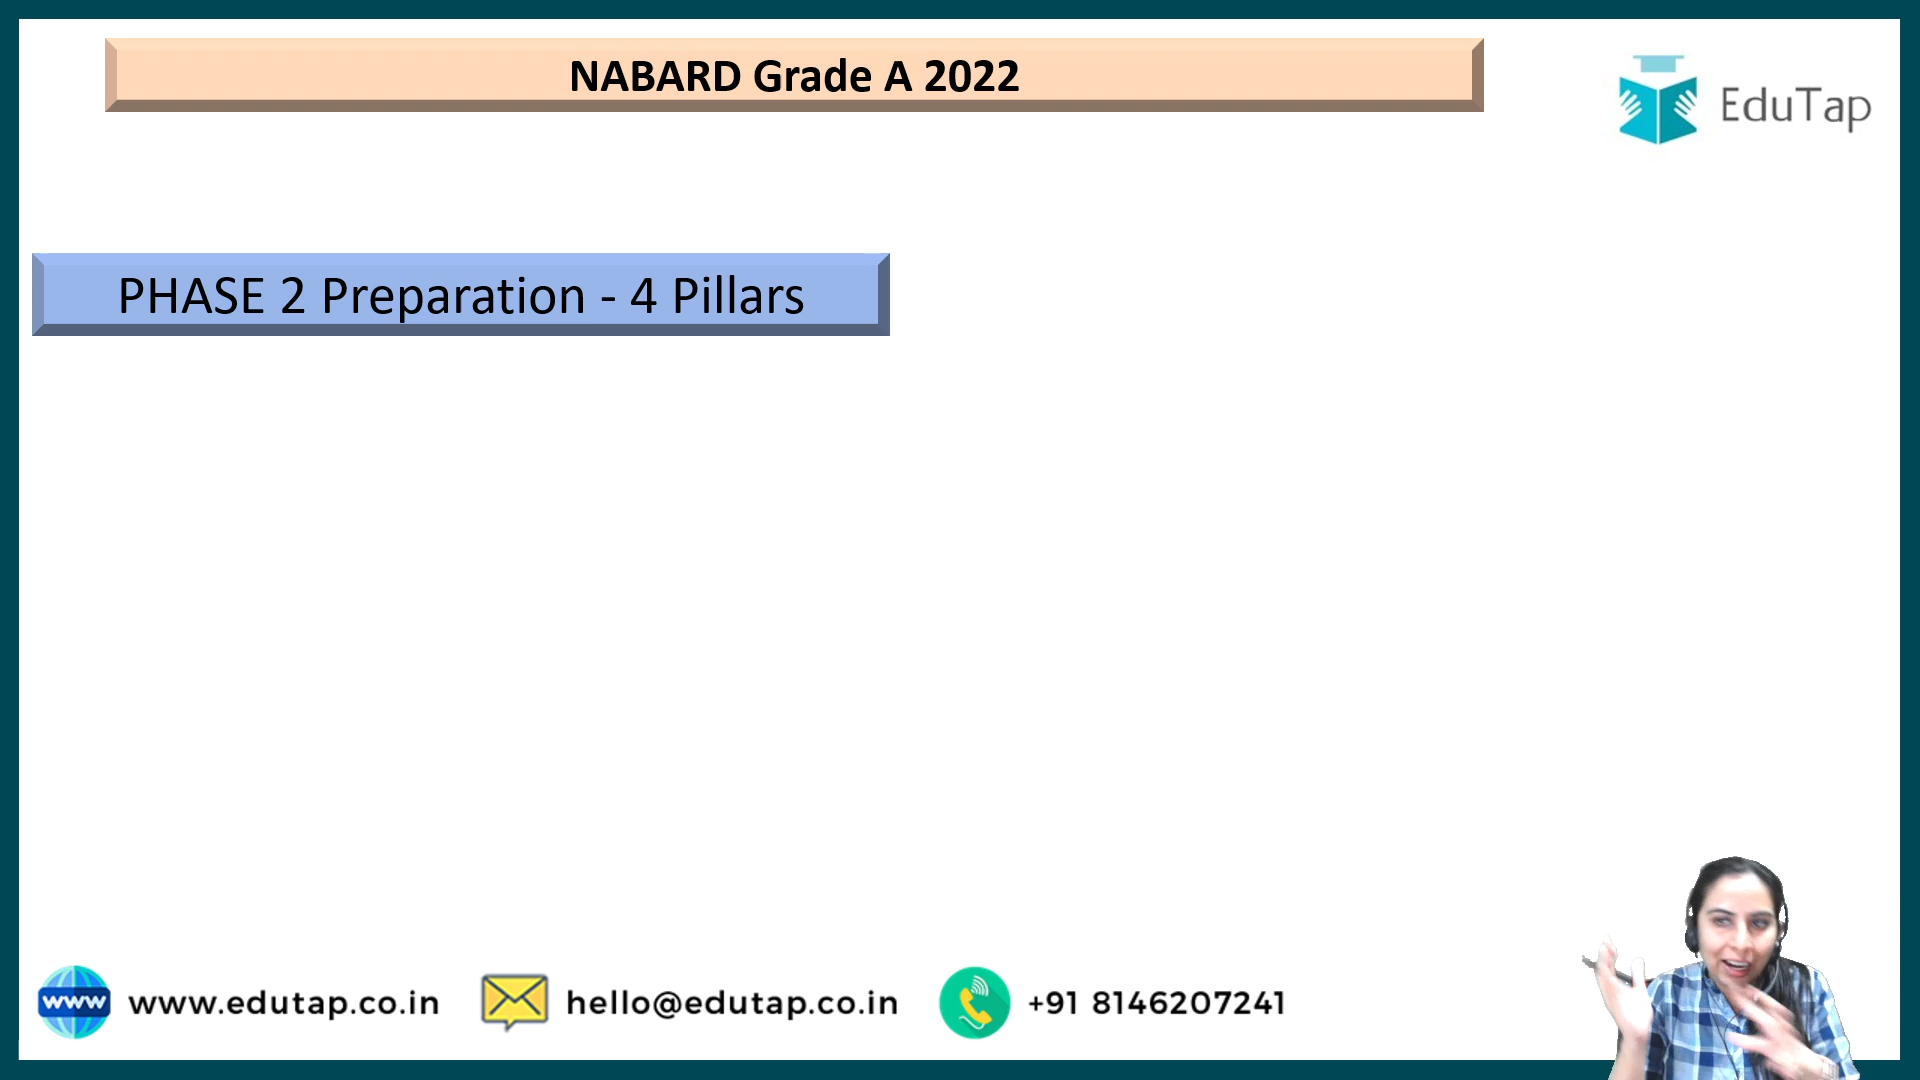 NABARD Grade A 2022
EduTap
PHASE 2 Preparation - 4 Pillars
www www.edutap.co.in hello@edutap.co.in +91 8146207241